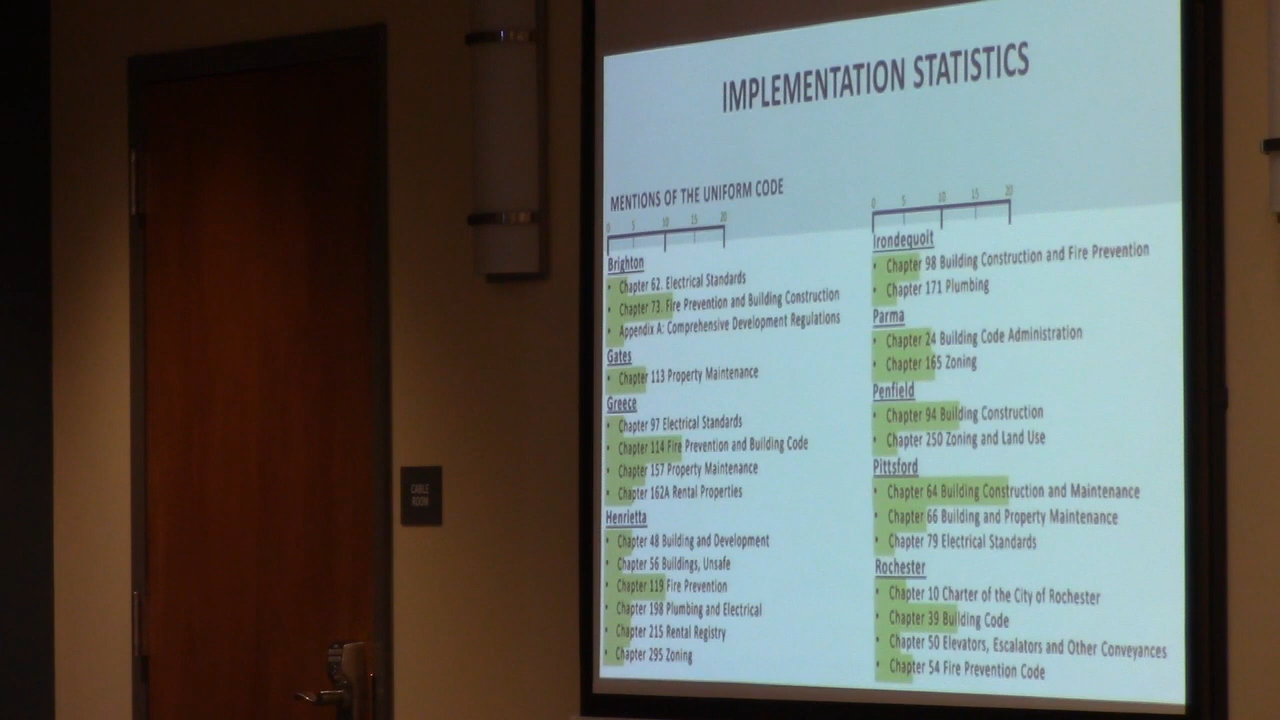 IMPLEMENTATION STATISTICS
MENTIONS OF THE UNIFORM CODE
0 5 10 15 20
Brighton
• Chapter 62. Electrical Standards
• Chapter 73. Fire Prevention and Building Construction
• Appendix A: Comprehensive Development Regulations
Gates
• Chapter 113 Property Maintenance
Greece
• Chapter 97 Electrical Standards
• Chapter 114 Fire Prevention and Building Code
• Chapter 157 Property Maintenance
• Chapter 162A Rental Properties
Henrietta
• Chapter 48 Building and Development
• Chapter 56 Buildings, Unsafe
• Chapter 119 Fire Prevention
• Chapter 198 Plumbing and Electrical
• Chapter 215 Rental Registry
• Chapter 295 Zoning
0 5 10 15 20
Irondequoit
• Chapter 98 Building Construction and Fire Prevention
• Chapter 171 Plumbing
Parma
• Chapter 24 Building Code Administration
• Chapter 165 Zoning
Penfield
• Chapter 94 Building Construction
• Chapter 250 Zoning and Land Use
Pittsford
• Chapter 64 Building Construction and Maintenance
• Chapter 66 Building and Property Maintenance
• Chapter 79 Electrical Standards
Rochester
• Chapter 10 Charter of the City of Rochester
• Chapter 39 Building Code
• Chapter 50 Elevators, Escalators and Other Conveyances
• Chapter 54 Fire Prevention Code
CABLE
ROOM